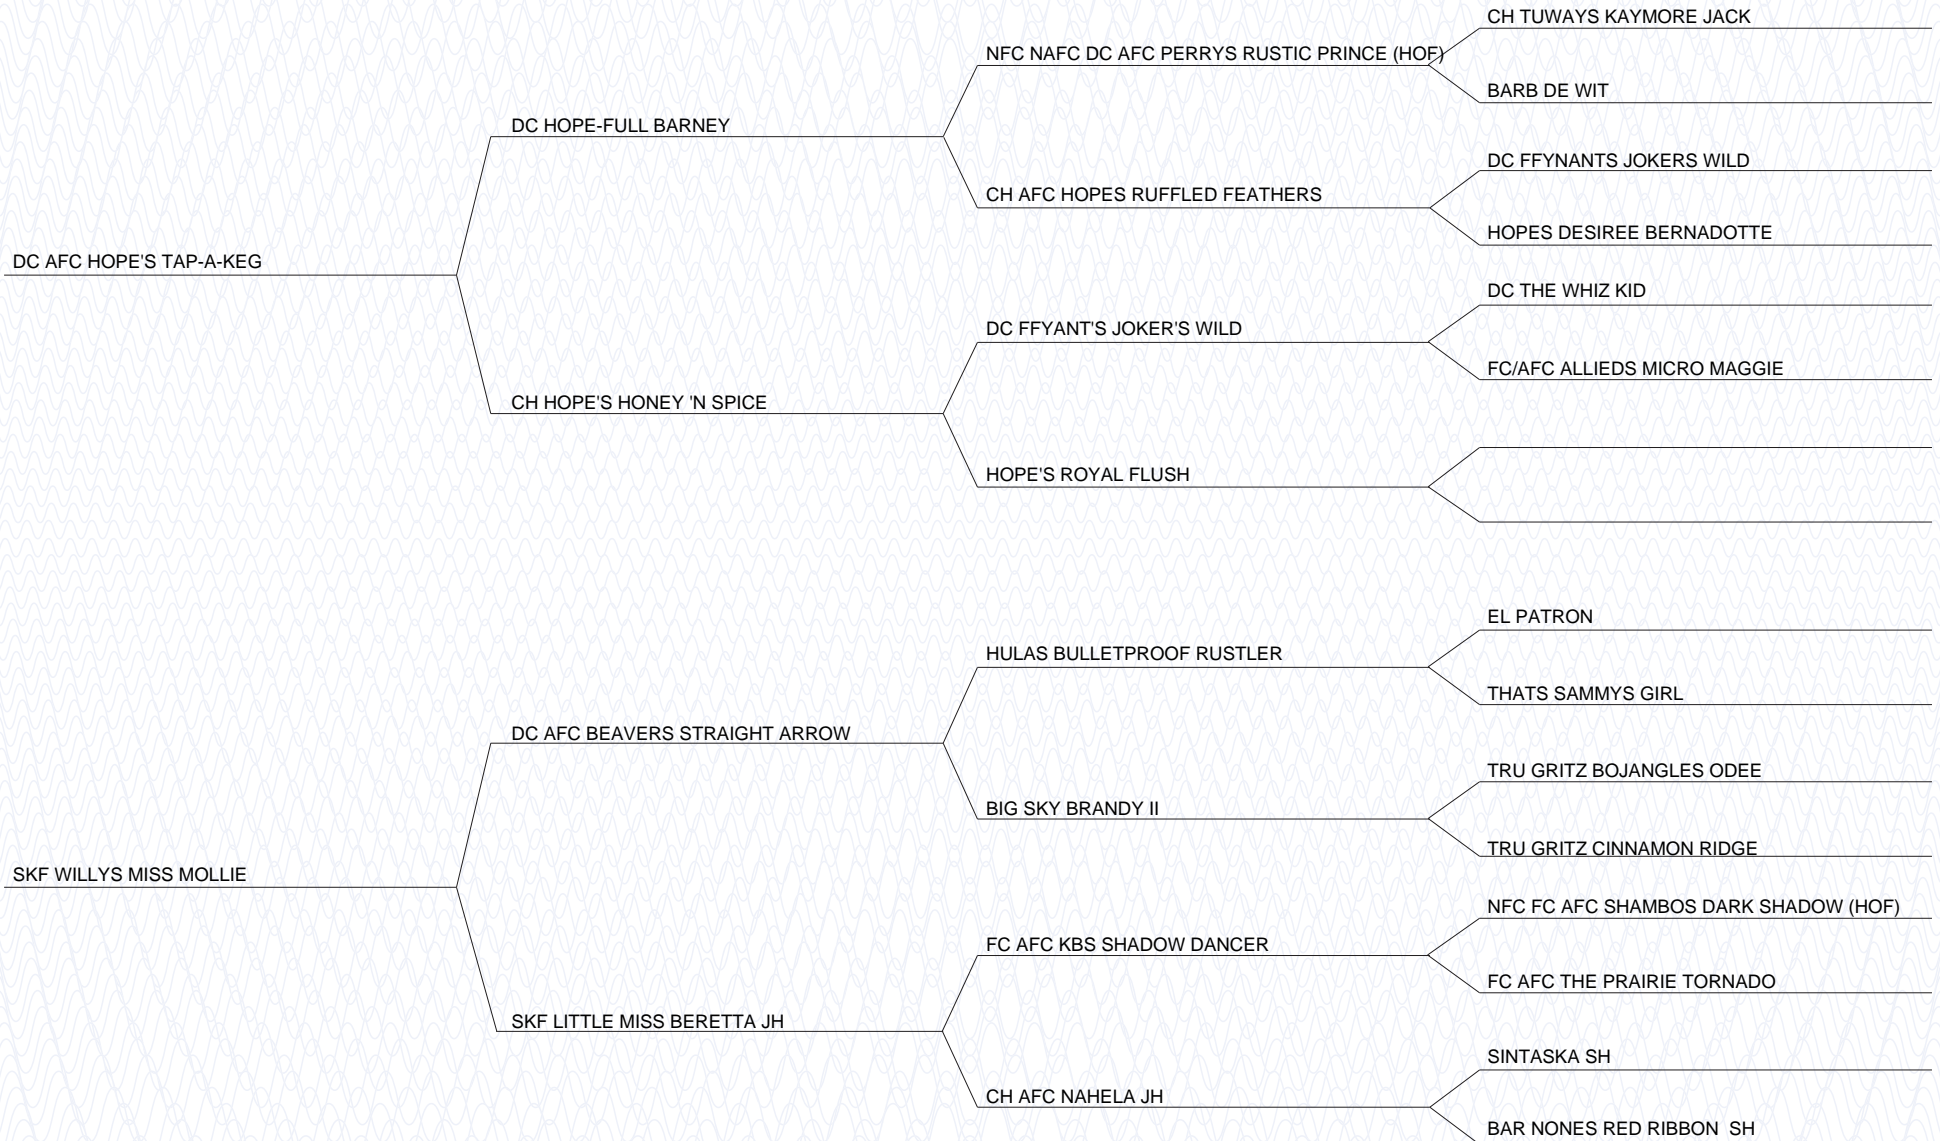 CH TUWAYS KAYMORE JACK
NFC NAFC DC AFC PERRYS RUSTIC PRINCE (HOF)
BARB DE WIT
DC HOPE-FULL BARNEY
DC FFYNANTS JOKERS WILD
CH AFC HOPES RUFFLED FEATHERS
HOPES DESIREE BERNADOTTE
DC AFC HOPE'S TAP-A-KEG
DC THE WHIZ KID
DC FFYANT'S JOKER'S WILD
FC/AFC ALLIEDS MICRO MAGGIE
CH HOPE'S HONEY 'N SPICE
HOPE'S ROYAL FLUSH
EL PATRON
HULAS BULLETPROOF RUSTLER
THATS SAMMYS GIRL
DC AFC BEAVERS STRAIGHT ARROW
TRU GRITZ BOJANGLES ODEE
BIG SKY BRANDY II
TRU GRITZ CINNAMON RIDGE
SKF WILLYS MISS MOLLIE
NFC FC AFC SHAMBOS DARK SHADOW (HOF)
FC AFC KBS SHADOW DANCER
FC AFC THE PRAIRIE TORNADO
SKF LITTLE MISS BERETTA JH
SINTASKA SH
CH AFC NAHELA JH
BAR NONES RED RIBBON  SH